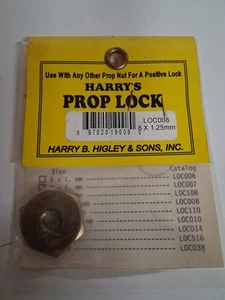 Use With Any Other Prop Nut For A Positive Lock
HARRY'S
PROP LOCK
LOC008
8 X 1.25mm
HARRY B. HIGLEY & SONS, INC.
Size Catalog
LOC006
LOC007
LOC108
LOC008
LOC110
LOC010
LOC014
LOC516
LOC038